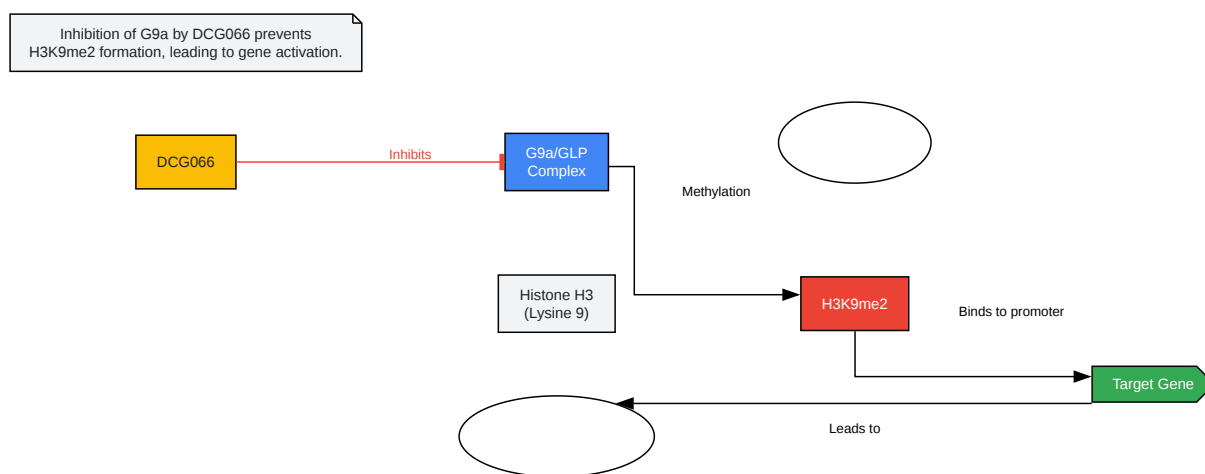 Inhibition of G9a by DCG066 prevents
H3K9me2 formation, leading to gene activation.
DCG066
Inhibits
G9a/GLP
Complex
Methylation
Histone H3
(Lysine 9)
H3K9me2
Binds to promoter
Target Gene
Leads to